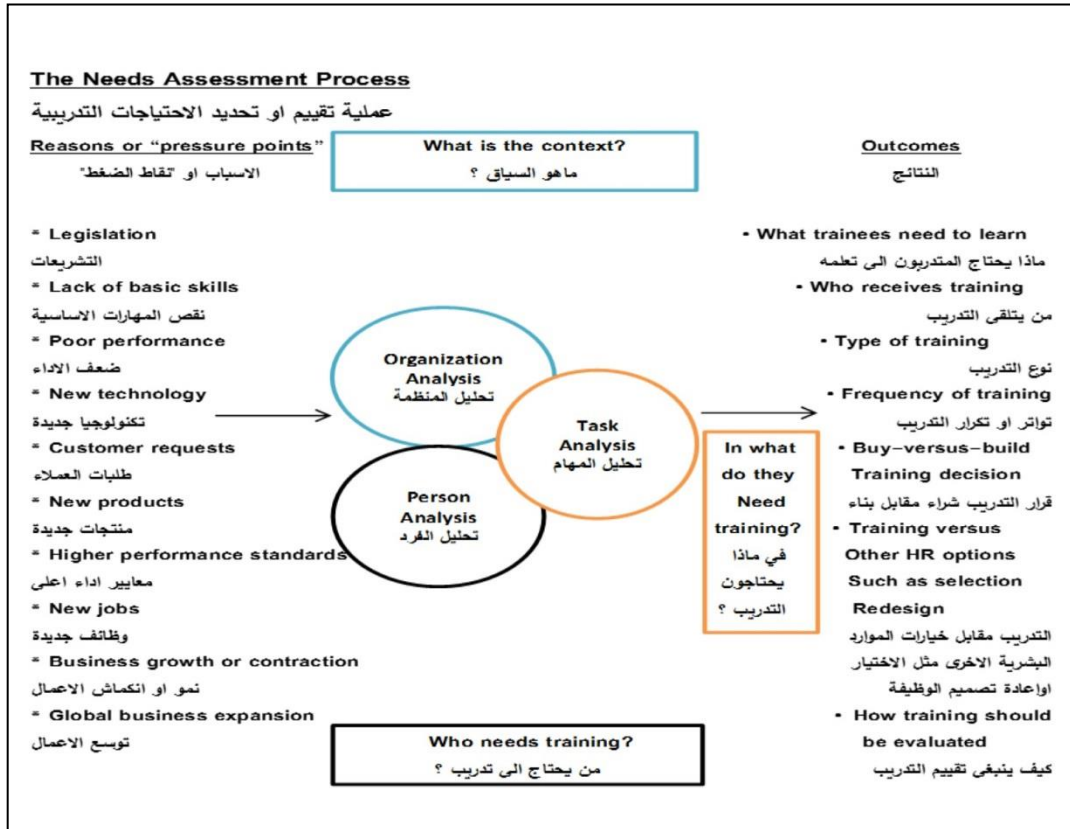 The Needs Assessment Process
عملية تقييم او تحديد الاحتياجات التدريبية
Reasons or “pressure points”
الاسباب او "نقاط الضغط"
What is the context?
ماهو السياق ؟
Outcomes
النتائج
* Legislation
التشريعات
* Lack of basic skills
نقص المهارات الاساسية
* Poor performance
ضعف الاداء
* New technology
تكنولوجيا جديدة
* Customer requests
طلبات العملاء
* New products
منتجات جديدة
* Higher performance standards
معايير اداء اعلى
* New jobs
وظائف جديدة
* Business growth or contraction
نمو او انكماش الاعمال
* Global business expansion
توسع الاعمال
Organization
Analysis
تحليل المنظمة
Person
Analysis
تحليل الفرد
Task
Analysis
تحليل المهام
In what
do they
Need
training?
في ماذا
يحتاجون
التدريب ؟
Who needs training?
من يحتاج الى تدريب ؟
• What trainees need to learn
ماذا يحتاج المتدربون الى تعلمه
• Who receives training
من يتلقى التدريب
• Type of training
نوع التدريب
• Frequency of training
تواتر او تكرار التدريب
• Buy-versus-build
Training decision
قرار التدريب شراء مقابل بناء
• Training versus
Other HR options
Such as selection
Redesign
التدريب مقابل خيارات الموارد
البشرية الاخرى مثل الاختيار
اواعادة تصميم الوظيفة
• How training should
be evaluated
كيف ينبغى تقييم التدريب